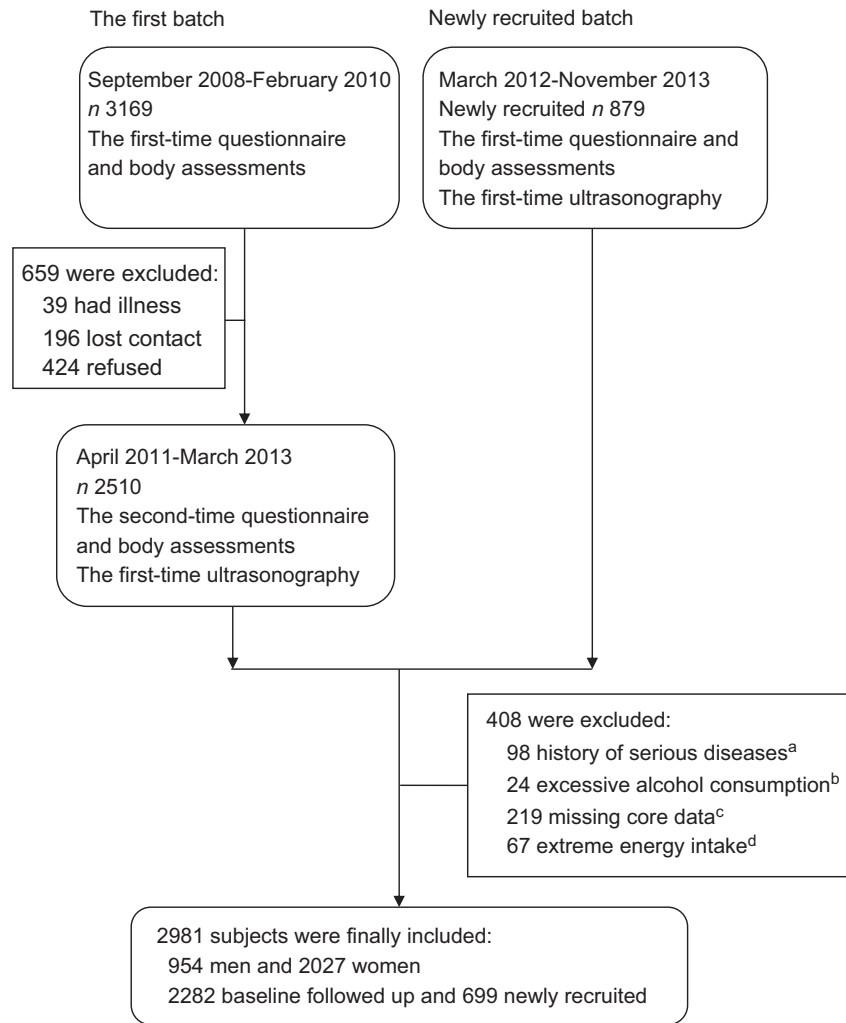 The first batch
Newly recruited batch
September 2008-February 2010
n 3169
The first-time questionnaire
and body assessments
March 2012-November 2013
Newly recruited n 879
The first-time questionnaire and
body assessments
The first-time ultrasonography
659 were excluded:
39 had illness
196 lost contact
424 refused
April 2011-March 2013
n 2510
The second-time questionnaire
and body assessments
The first-time ultrasonography
408 were excluded:
98 history of serious diseasesa
24 excessive alcohol consumptionb
219 missing core datac
67 extreme energy intaked
2981 subjects were finally included:
954 men and 2027 women
2282 baseline followed up and 699 newly recruited